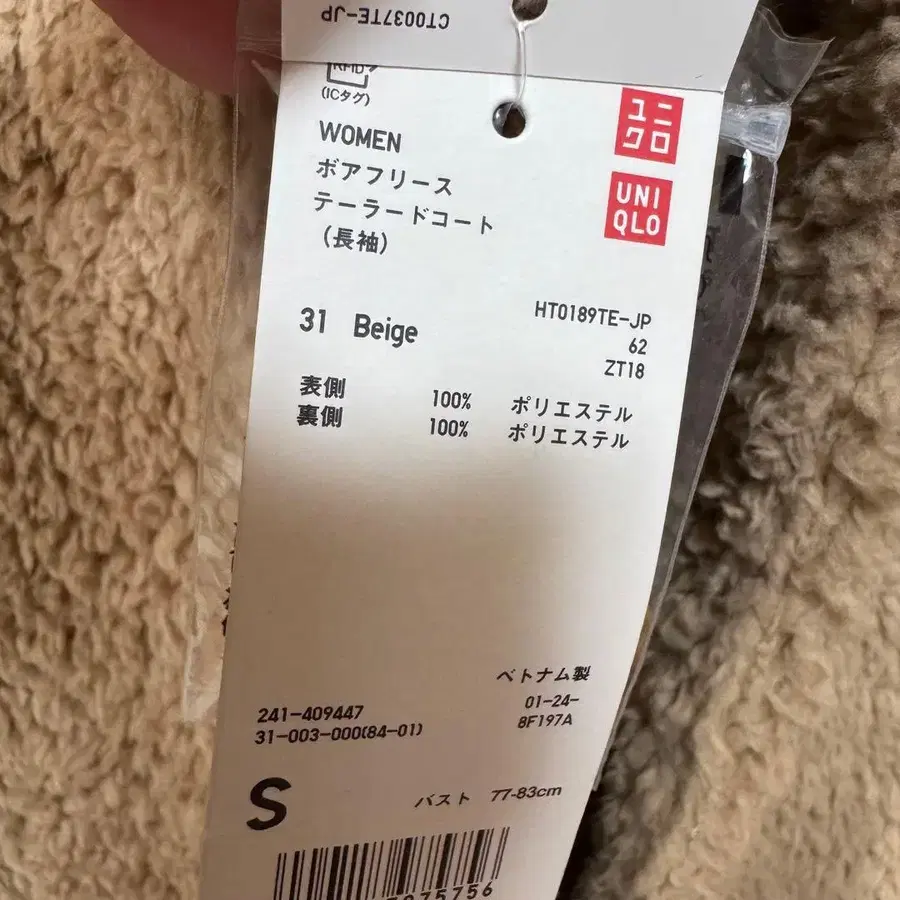 CT0037TE-JP
RFID
(ICタグ)
WOMEN
ボアフリース
テーラードコート
(長袖)
ユニ
クロ
UNI
QLO
31 Beige
HT0189TE-JP
62
ZT18
表側 100% ポリエステル
裏側 100% ポリエステル
ベトナム製
241-409447
01-24-
31-003-000(84-01)
8F197A
S
バスト 77-83cm